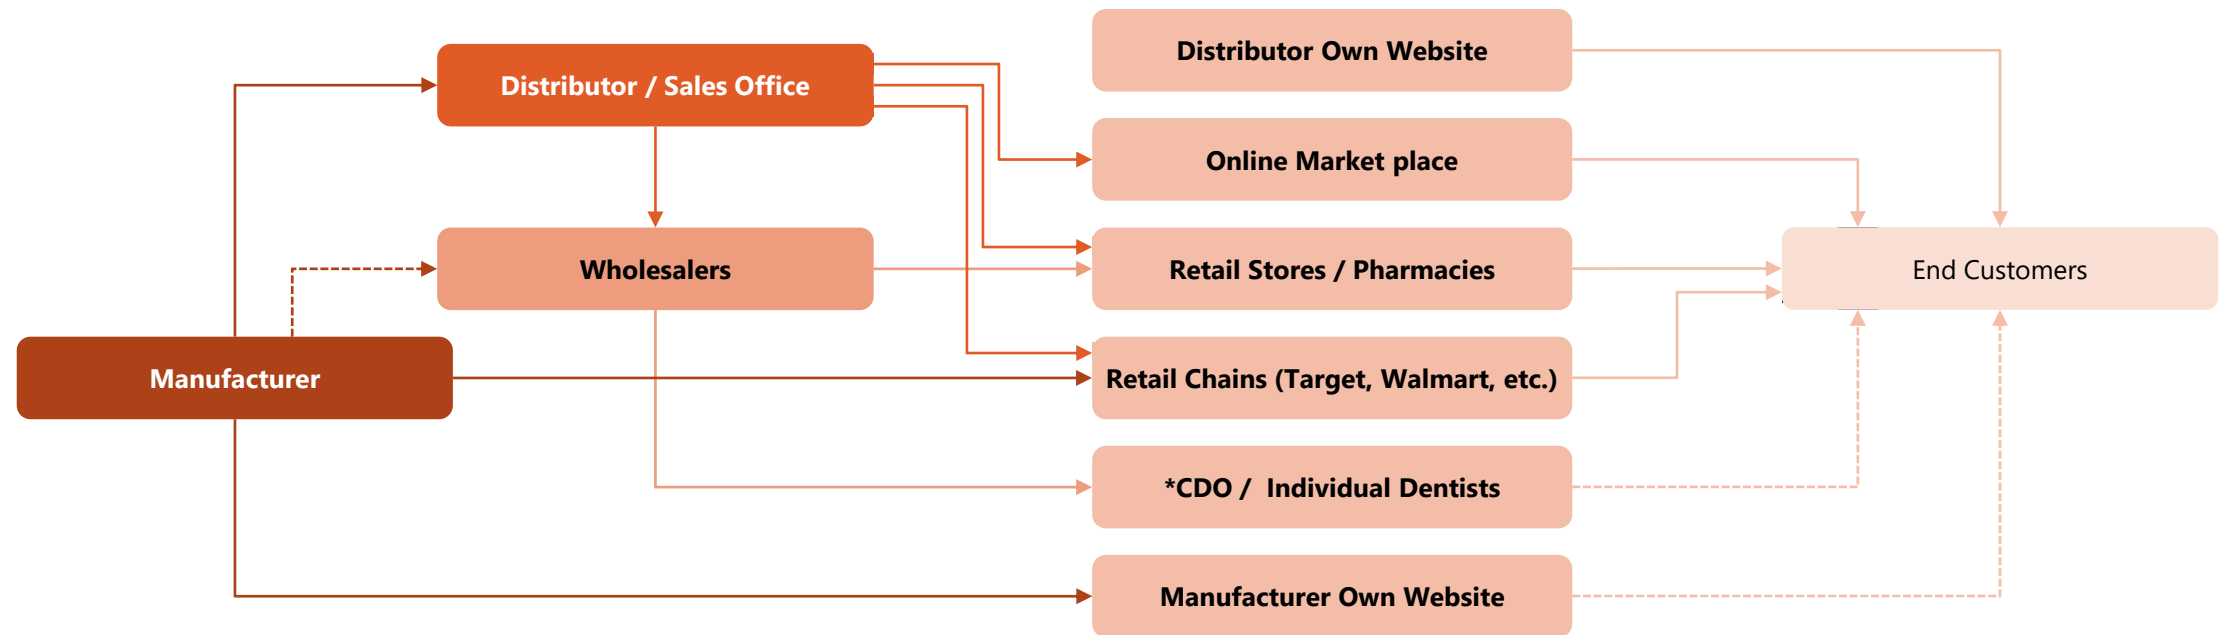 Distributor Own Website
Distributor / Sales Office
Online Market place
Wholesalers
Retail Stores / Pharmacies
End Customers
Manufacturer
Retail Chains (Target, Walmart, etc.)
*CDO / Individual Dentists
Manufacturer Own Website